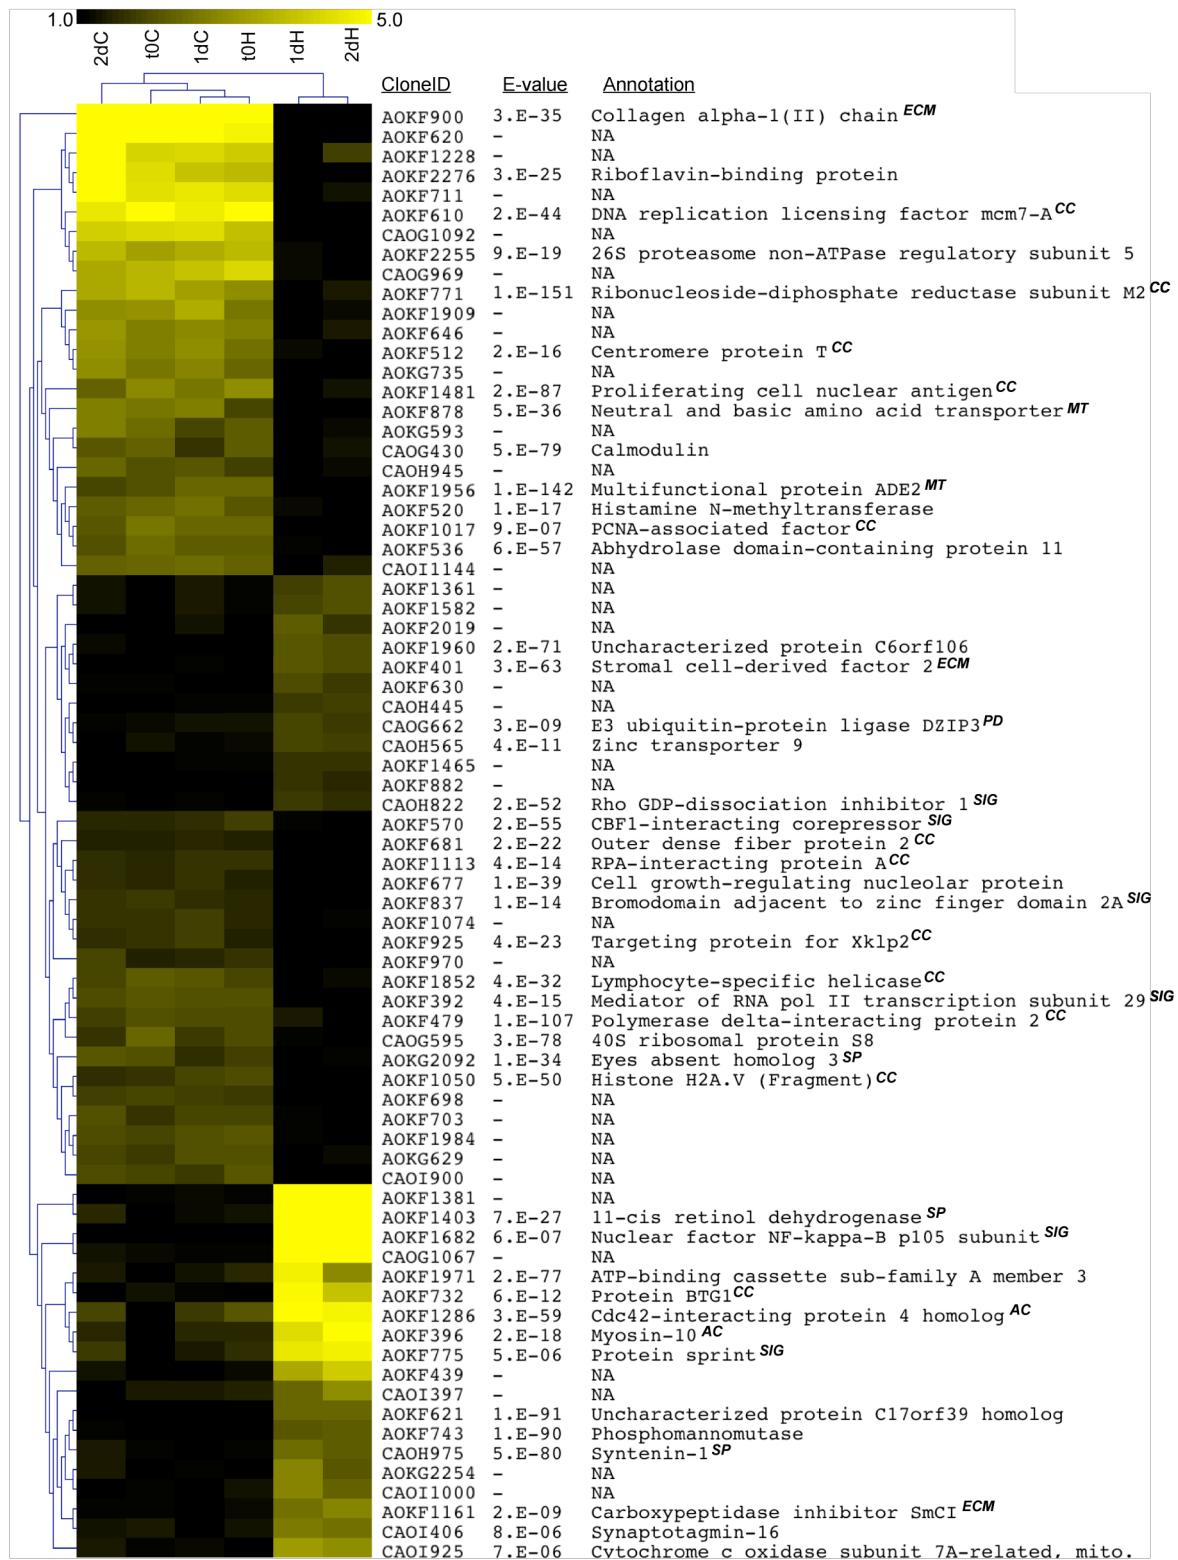 1.0 5.0
2dC t0C 1dC t0H 1dH 2dH
CloneID E-value Annotation
AOKF900 3.E-35 Collagen alpha-1(II) chain ECM
AOKF620 - NA
AOKF1228 - NA
AOKF2276 3.E-25 Riboflavin-binding protein
AOKF711 - NA
AOKF610 2.E-44 DNA replication licensing factor mcm7-A CC
CAOG1092 - NA
AOKF2255 9.E-19 26S proteasome non-ATPase regulatory subunit 5
CAOG969 - NA
AOKF771 1.E-151 Ribonucleoside-diphosphate reductase subunit M2 CC
AOKF1909 - NA
AOKF646 - NA
AOKF512 2.E-16 Centromere protein T CC
AOKG735 - NA
AOKF1481 2.E-87 Proliferating cell nuclear antigen CC
AOKF878 5.E-36 Neutral and basic amino acid transporter MT
AOKG593 - NA
CAOG430 5.E-79 Calmodulin
CAOH945 - NA
AOKF1956 1.E-142 Multifunctional protein ADE2 MT
AOKF520 1.E-17 Histamine N-methyltransferase
AOKF1017 9.E-07 PCNA-associated factor CC
AOKF536 6.E-57 Abhydrolase domain-containing protein 11
CAOI1144 - NA
AOKF1361 - NA
AOKF1582 - NA
AOKF2019 - NA
AOKF1960 2.E-71 Uncharacterized protein C6orf106
AOKF401 3.E-63 Stromal cell-derived factor 2 ECM
AOKF630 - NA
CAOH445 - NA
CAOG662 3.E-09 E3 ubiquitin-protein ligase DZIP3 PD
CAOH565 4.E-11 Zinc transporter 9
AOKF1465 - NA
AOKF882 - NA
CAOH822 2.E-52 Rho GDP-dissociation inhibitor 1 SIG
AOKF570 2.E-55 CBF1-interacting corepressor SIG
AOKF681 2.E-22 Outer dense fiber protein 2 CC
AOKF1113 4.E-14 RPA-interacting protein A CC
AOKF677 1.E-39 Cell growth-regulating nucleolar protein
AOKF837 1.E-14 Bromodomain adjacent to zinc finger domain 2A SIG
AOKF1074 - NA
AOKF925 4.E-23 Targeting protein for Xklp2 CC
AOKF970 - NA
AOKF1852 4.E-32 Lymphocyte-specific helicase CC
AOKF392 4.E-15 Mediator of RNA pol II transcription subunit 29 SIG
AOKF479 1.E-107 Polymerase delta-interacting protein 2 CC
CAOG595 3.E-78 40S ribosomal protein S8
AOKG2092 1.E-34 Eyes absent homolog 3 SP
AOKF1050 5.E-50 Histone H2A.V (Fragment) CC
AOKF698 - NA
AOKF703 - NA
AOKF1984 - NA
AOKG629 - NA
CAOI900 - NA
AOKF1381 - NA
AOKF1403 7.E-27 11-cis retinol dehydrogenase SP
AOKF1682 6.E-07 Nuclear factor NF-kappa-B p105 subunit SIG
CAOG1067 - NA
AOKF1971 2.E-77 ATP-binding cassette sub-family A member 3
AOKF732 6.E-12 Protein BTG1 CC
AOKF1286 3.E-59 Cdc42-interacting protein 4 homolog AC
AOKF396 2.E-18 Myosin-10 AC
AOKF775 5.E-06 Protein sprint SIG
AOKF439 - NA
CAOI397 - NA
AOKF621 1.E-91 Uncharacterized protein C17orf39 homolog
AOKF743 1.E-90 Phosphomannomutase
CAOH975 5.E-80 Syntenin-1 SP
AOKG2254 - NA
CAOI1000 - NA
AOKF1161 2.E-09 Carboxypeptidase inhibitor SmCI ECM
CAOI406 8.E-06 Synaptotagmin-16
CAOI925 7.E-06 Cytochrome c oxidase subunit 7A-related, mito.